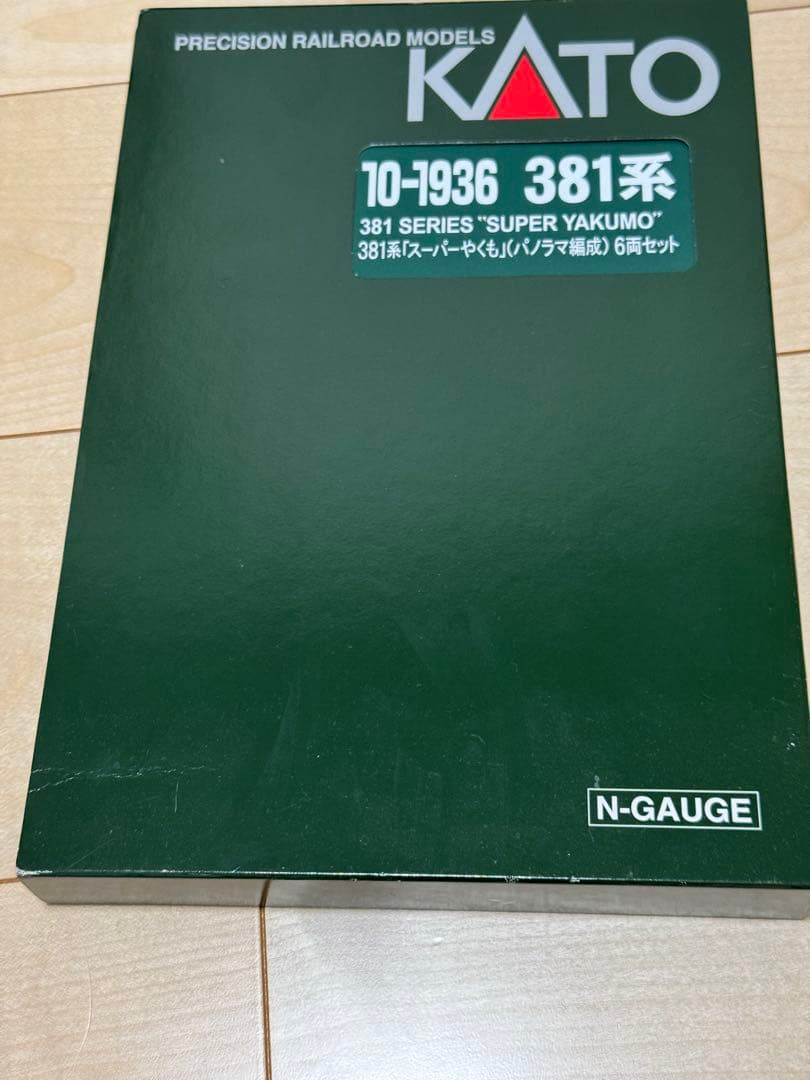 PRECISION RAILROAD MODELS
KATO
10-1936 381系
381 SERIES "SUPER YAKUMO"
381系「スーパーやくも」(パノラマ編成) 6両セット
N-GAUGE